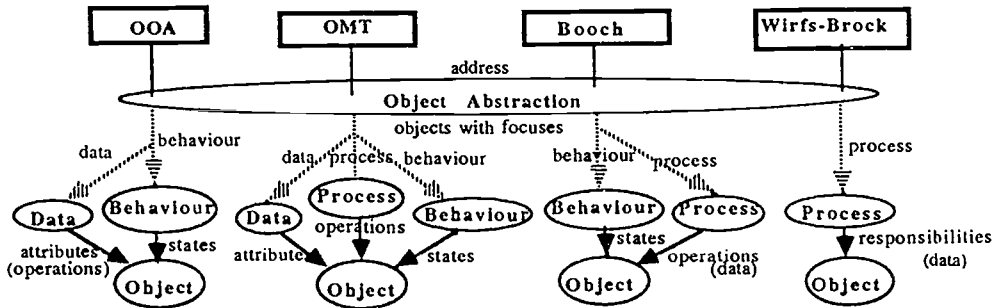 OOA OMT Booch Wirfs-Brock
address
Object Abstraction
objects with focuses
data behaviour data process behaviour behaviour process process
Data Behaviour Data Process Behaviour Behaviour Process Process
attributes (operations) states attribute operations states states operations (data) responsibilities (data)
Object Object Object Object